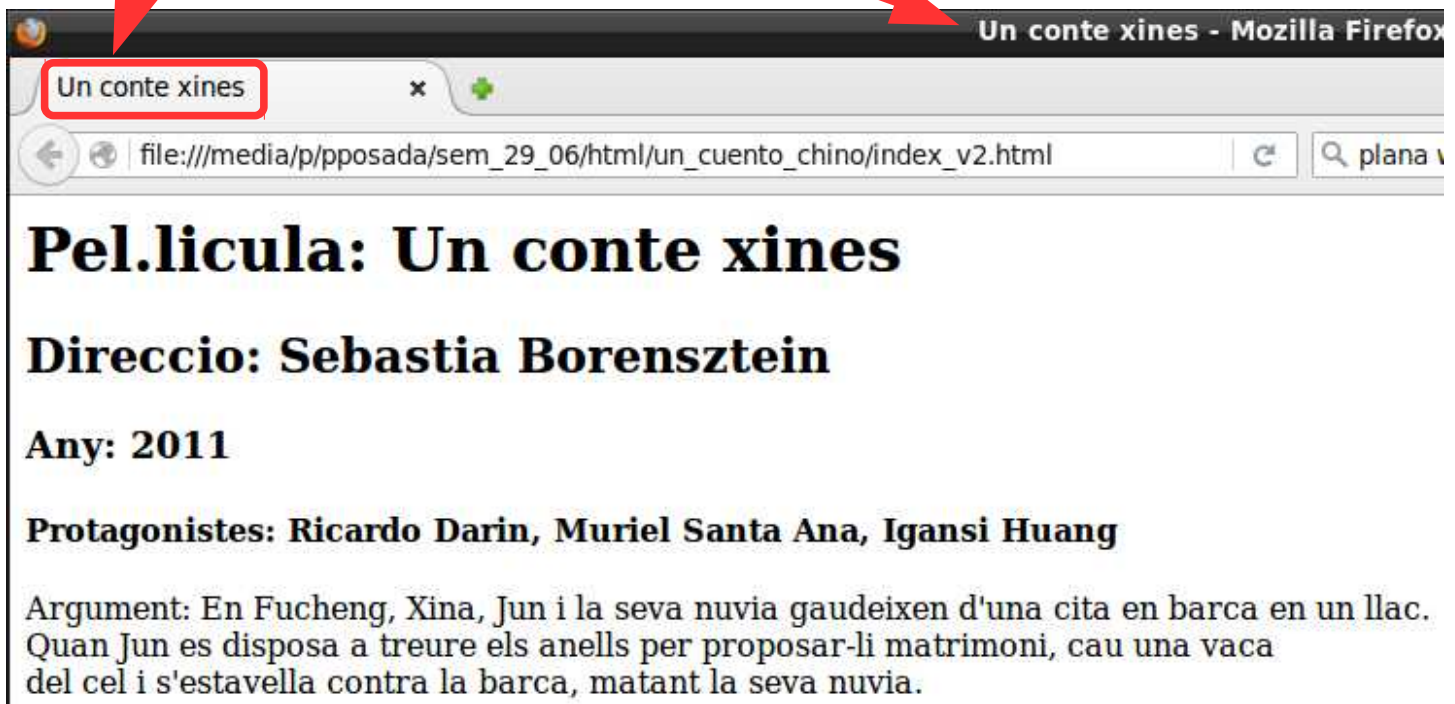 Un conte xines - Mozilla Firefox
Un conte xines
file:///media/p/pposada/sem_29_06/html/un_cuento_chino/index_v2.html
plana
Pel.licula: Un conte xines
Direccio: Sebastia Borensztein
Any: 2011
Protagonistes: Ricardo Darin, Muriel Santa Ana, Igansi Huang
Argument: En Fucheng, Xina, Jun i la seva nuvia gaudeixen d'una cita en barca en un llac.
Quan Jun es disposa a treure els anells per proposar-li matrimoni, cau una vaca
del cel i s'estavella contra la barca, matant la seva nuvia.